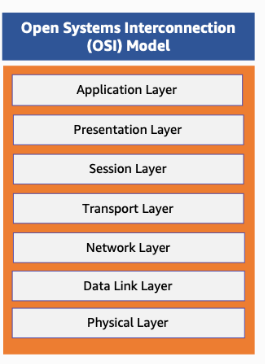 Open Systems Interconnection
(OSI) Model
Application Layer
Presentation Layer
Session Layer
Transport Layer
Network Layer
Data Link Layer
Physical Layer